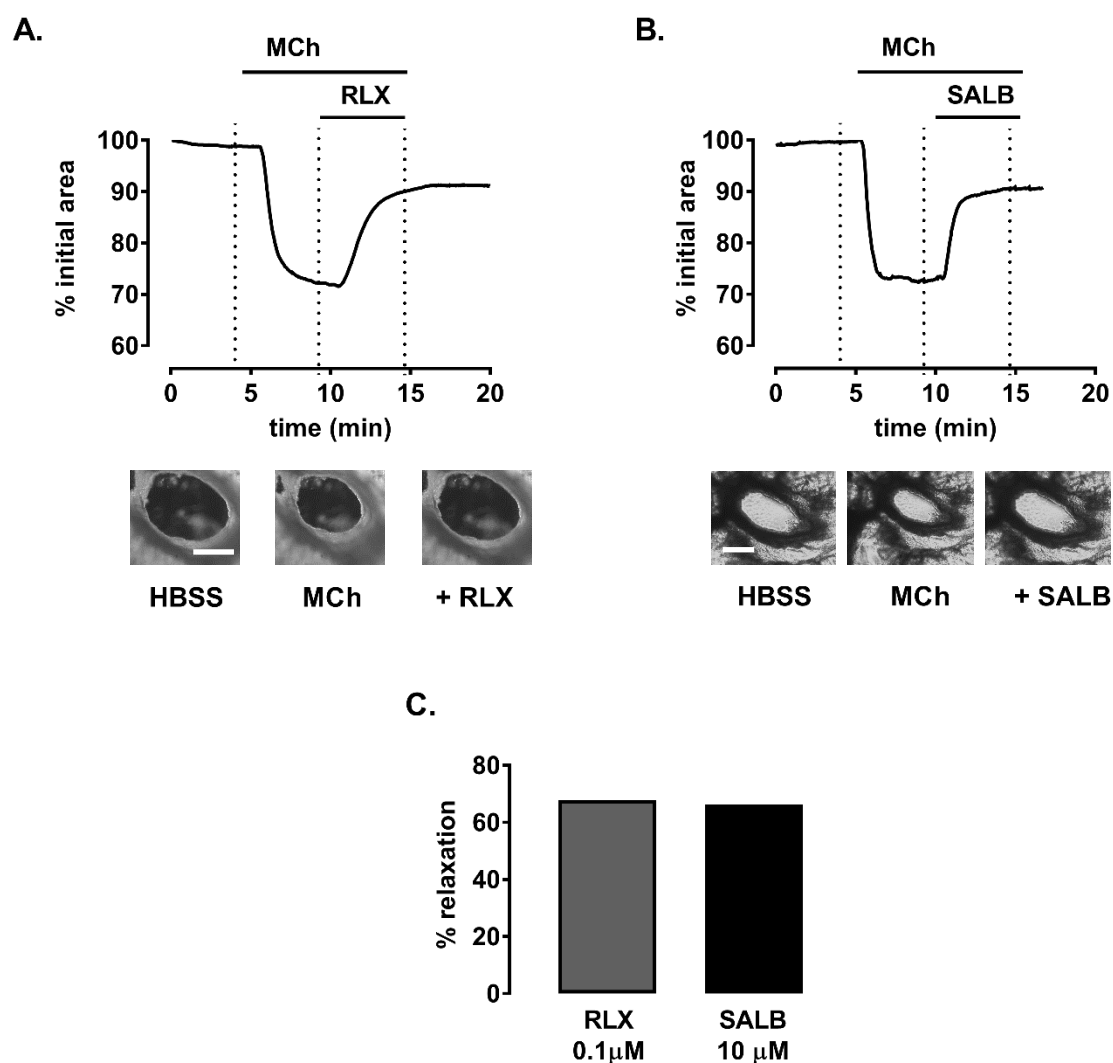 A.
MCh
RLX
% initial area
100
90
80
70
60
0 5 10 15 20
time (min)
HBSS MCh + RLX
B.
MCh
SALB
% initial area
100
90
80
70
60
0 5 10 15 20
time (min)
HBSS MCh + SALB
C.
% relaxation
80
60
40
20
0
RLX SALB
0.1μM 10 μM